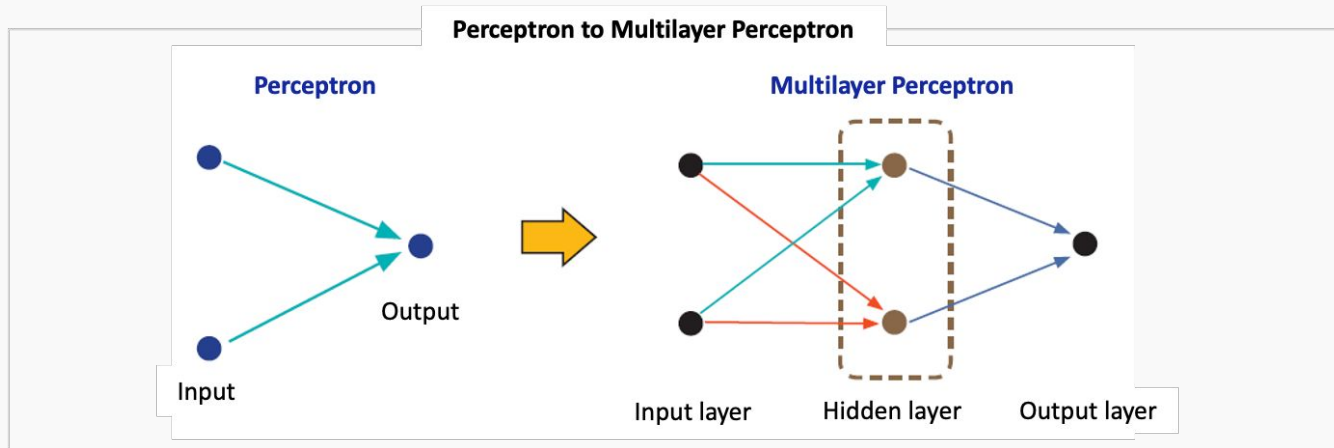 Perceptron to Multilayer Perceptron
Perceptron
Multilayer Perceptron
Output
Input
Input layer
Hidden layer
Output layer